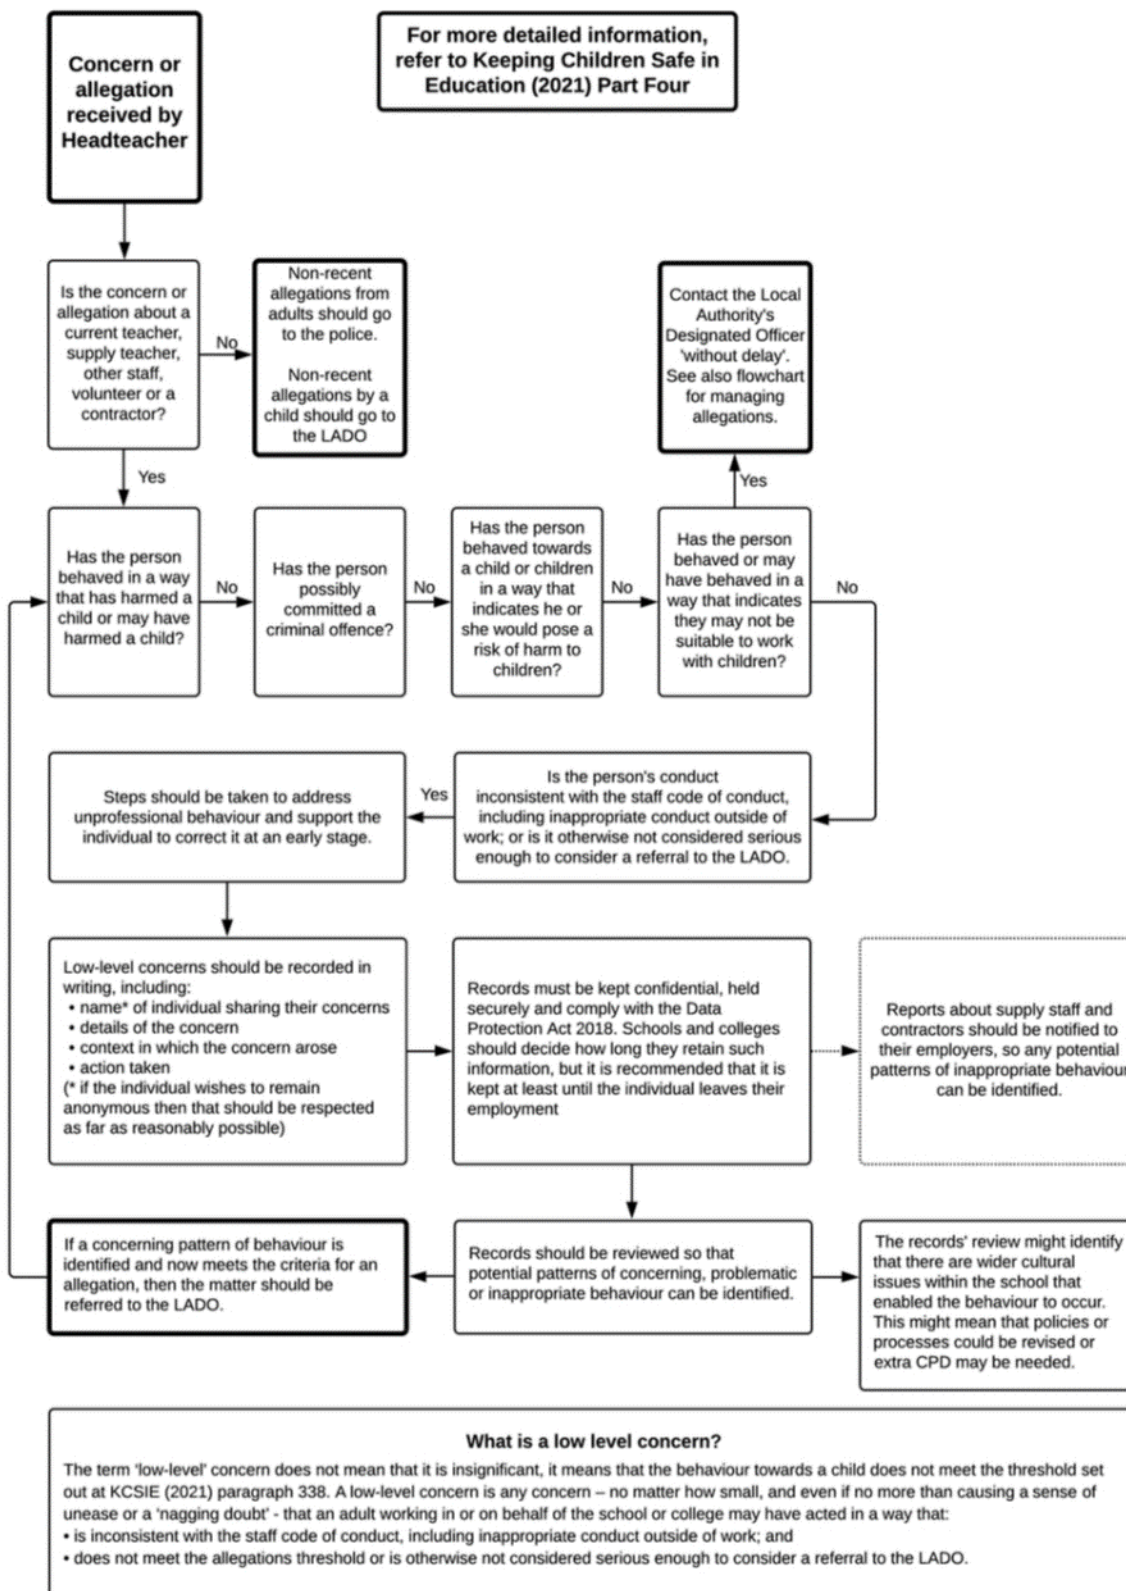 Concern or
allegation
received by
Headteacher
For more detailed information,
refer to Keeping Children Safe in
Education (2021) Part Four
Is the concern or
allegation about a
current teacher,
supply teacher,
other staff,
volunteer or a
contractor?
No
Non-recent
allegations from
adults should go
to the police.
Non-recent
allegations by a
child should go to
the LADO
Contact the Local
Authority's
Designated Officer
'without delay'.
See also flowchart
for managing
allegations.
Yes
Yes
Has the person
behaved in a way
that has harmed a
child or may have
harmed a child?
No
Has the person
possibly
committed a
criminal offence?
No
Has the person
behaved towards
a child or children
in a way that
indicates he or
she would pose a
risk of harm to
children?
No
Has the person
behaved or may
have behaved in a
way that indicates
they may not be
suitable to work
with children?
No
Is the person's conduct
inconsistent with the staff code of conduct,
including inappropriate conduct outside of
work; or is it otherwise not considered serious
enough to consider a referral to the LADO.
Yes
Steps should be taken to address
unprofessional behaviour and support the
individual to correct it at an early stage.
Low-level concerns should be recorded in
writing, including:
• name* of individual sharing their concerns
• details of the concern
• context in which the concern arose
• action taken
(* if the individual wishes to remain
anonymous then that should be respected
as far as reasonably possible)
Records must be kept confidential, held
securely and comply with the Data
Protection Act 2018. Schools and colleges
should decide how long they retain such
information, but it is recommended that it is
kept at least until the individual leaves their
employment
Reports about supply staff and
contractors should be notified to
their employers, so any potential
patterns of inappropriate behaviour
can be identified.
If a concerning pattern of behaviour is
identified and now meets the criteria for an
allegation, then the matter should be
referred to the LADO.
Records should be reviewed so that
potential patterns of concerning, problematic
or inappropriate behaviour can be identified.
The records' review might identify
that there are wider cultural
issues within the school that
enabled the behaviour to occur.
This might mean that policies or
processes could be revised or
extra CPD may be needed.
What is a low level concern?
The term 'low-level' concern does not mean that it is insignificant, it means that the behaviour towards a child does not meet the threshold set
out at KCSIE (2021) paragraph 338. A low-level concern is any concern – no matter how small, and even if no more than causing a sense of
unease or a 'nagging doubt' - that an adult working in or on behalf of the school or college may have acted in a way that:
• is inconsistent with the staff code of conduct, including inappropriate conduct outside of work; and
• does not meet the allegations threshold or is otherwise not considered serious enough to consider a referral to the LADO.